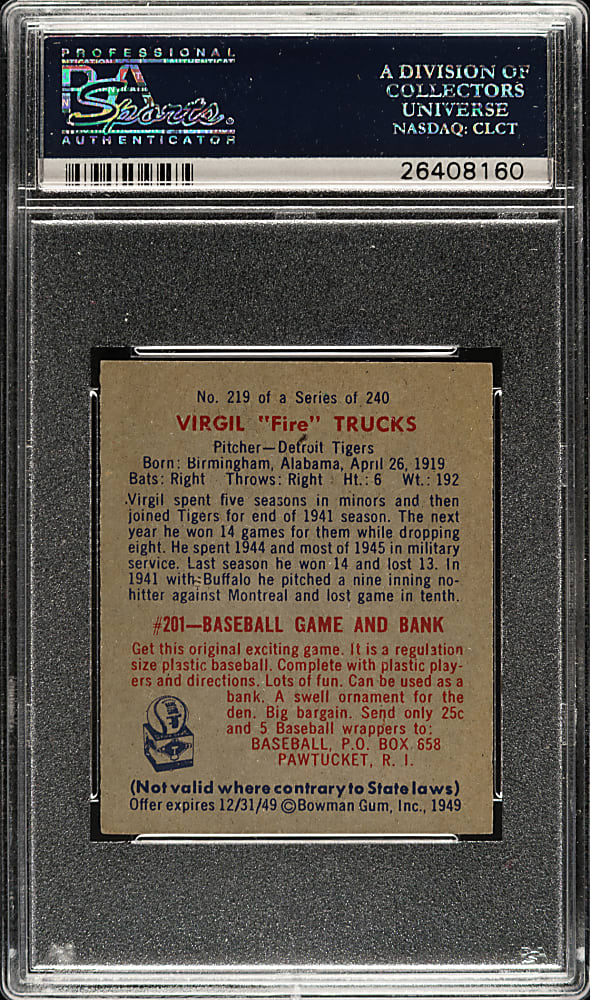 PROFESSIONAL
PSA
Sports
AUTHENTICATOR
A DIVISION OF
COLLECTORS
UNIVERSE
NASDAQ: CLCT
26408160
No. 219 of a Series of 240
VIRGIL "Fire" TRUCKS
Pitcher—Detroit Tigers
Born: Birmingham, Alabama, April 26, 1919
Bats: Right Throws: Right Ht.: 6 Wt.: 192
Virgil spent five seasons in minors and then
joined Tigers for end of 1941 season. The next
year he won 14 games for them while dropping
eight. He spent 1944 and most of 1945 in military
service. Last season he won 14 and lost 13. In
1941 with Buffalo he pitched a nine inning no-
hitter against Montreal and lost game in tenth.
#201—BASEBALL GAME AND BANK
Get this original exciting game. It is a regulation
size plastic baseball. Complete with plastic play-
ers and directions. Lots of fun. Can be used as a
bank. A swell ornament for the
den. Big bargain. Send only 25c
and 5 Baseball wrappers to:
BASEBALL, P.O. BOX 658
PAWTUCKET, R. I.
(Not valid where contrary to State laws)
Offer expires 12/31/49 ©Bowman Gum, Inc., 1949